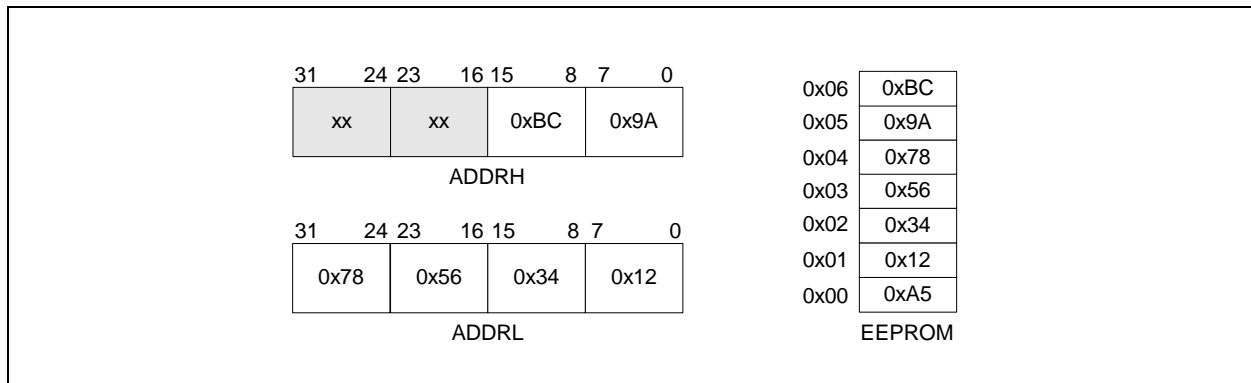 31 24 23 16 15 8 7 0
xx xx 0xBC 0x9A
ADDRH
31 24 23 16 15 8 7 0
0x78 0x56 0x34 0x12
ADDRL
0x06 0xBC
0x05 0x9A
0x04 0x78
0x03 0x56
0x02 0x34
0x01 0x12
0x00 0xA5
EEPROM